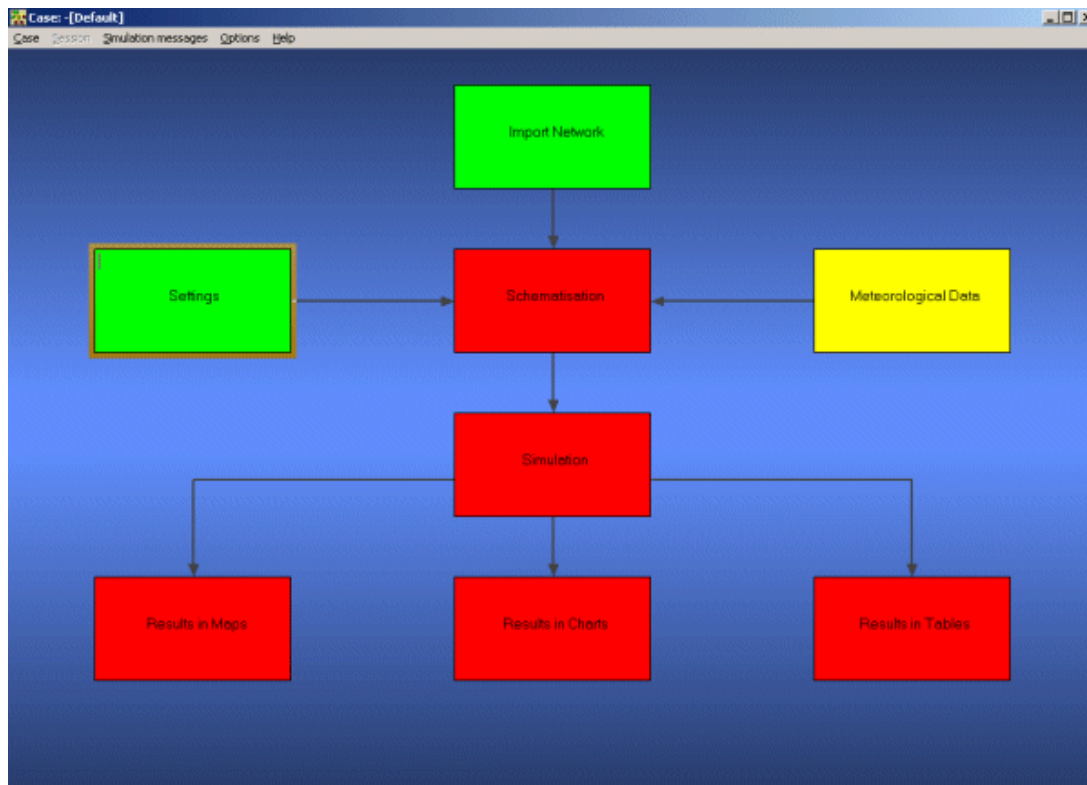 Case: -[Default]
Case Session Simulation messages Options Help
Import Network
Settings
Schematisation
Meteorological Data
Simulation
Results in Maps
Results in Charts
Results in Tables